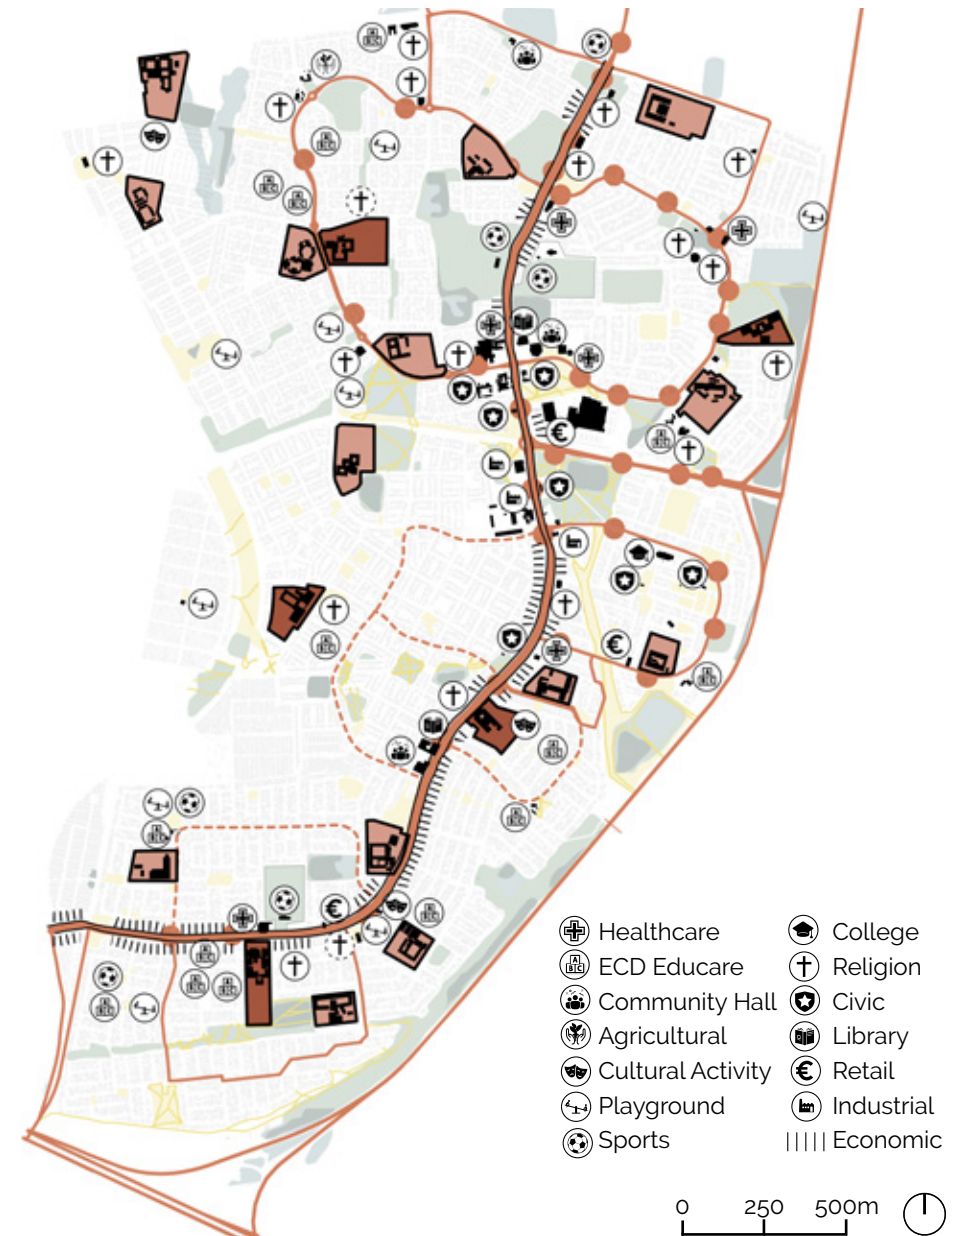 Healthcare
ECD Educare
Community Hall
Agricultural
Cultural Activity
Playground
Sports
College
Religion
Civic
Library
Retail
Industrial
Economic
0 250 500m